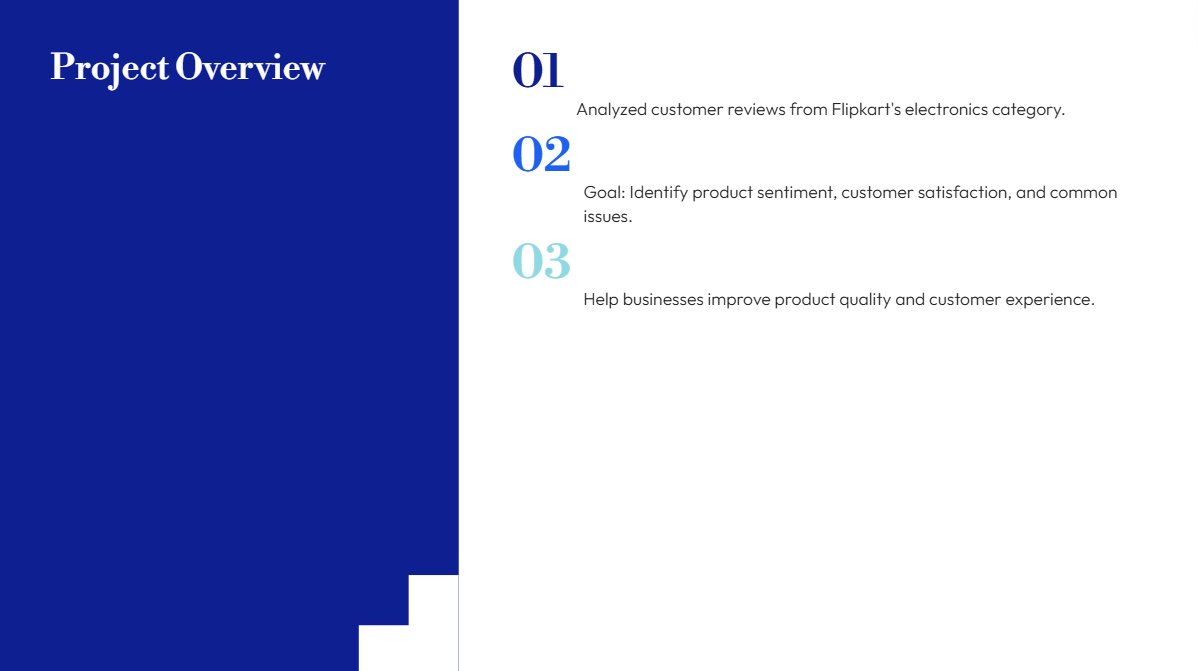 Project Overview
01
Analyzed customer reviews from Flipkart's electronics category.
02
Goal: Identify product sentiment, customer satisfaction, and common
issues.
03
Help businesses improve product quality and customer experience.